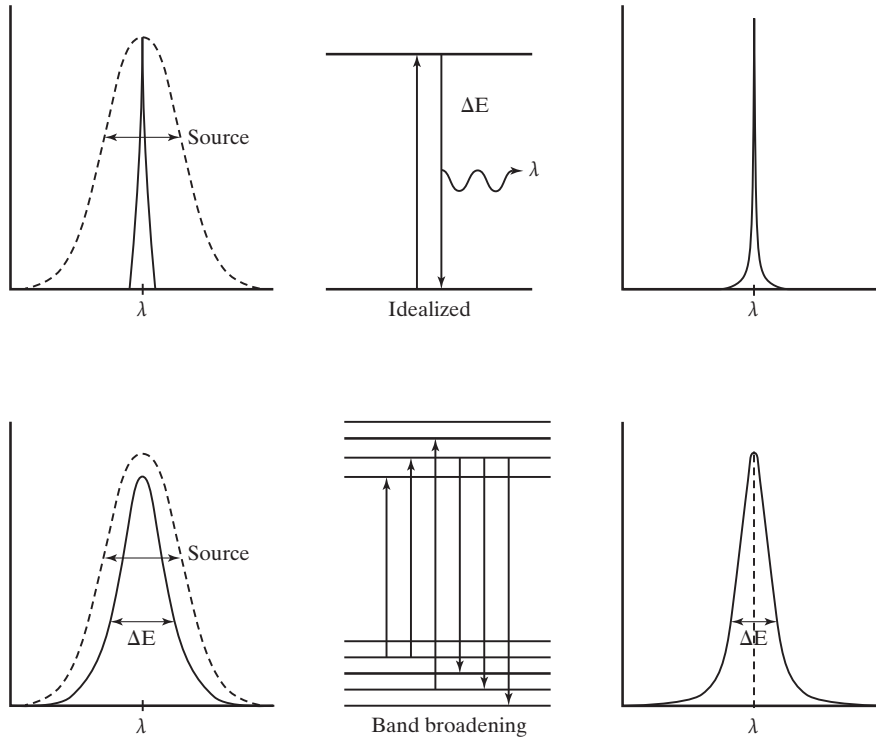 Source
λ
ΔE
λ
Idealized
λ
Source
ΔE
λ
Band broadening
ΔE
λ